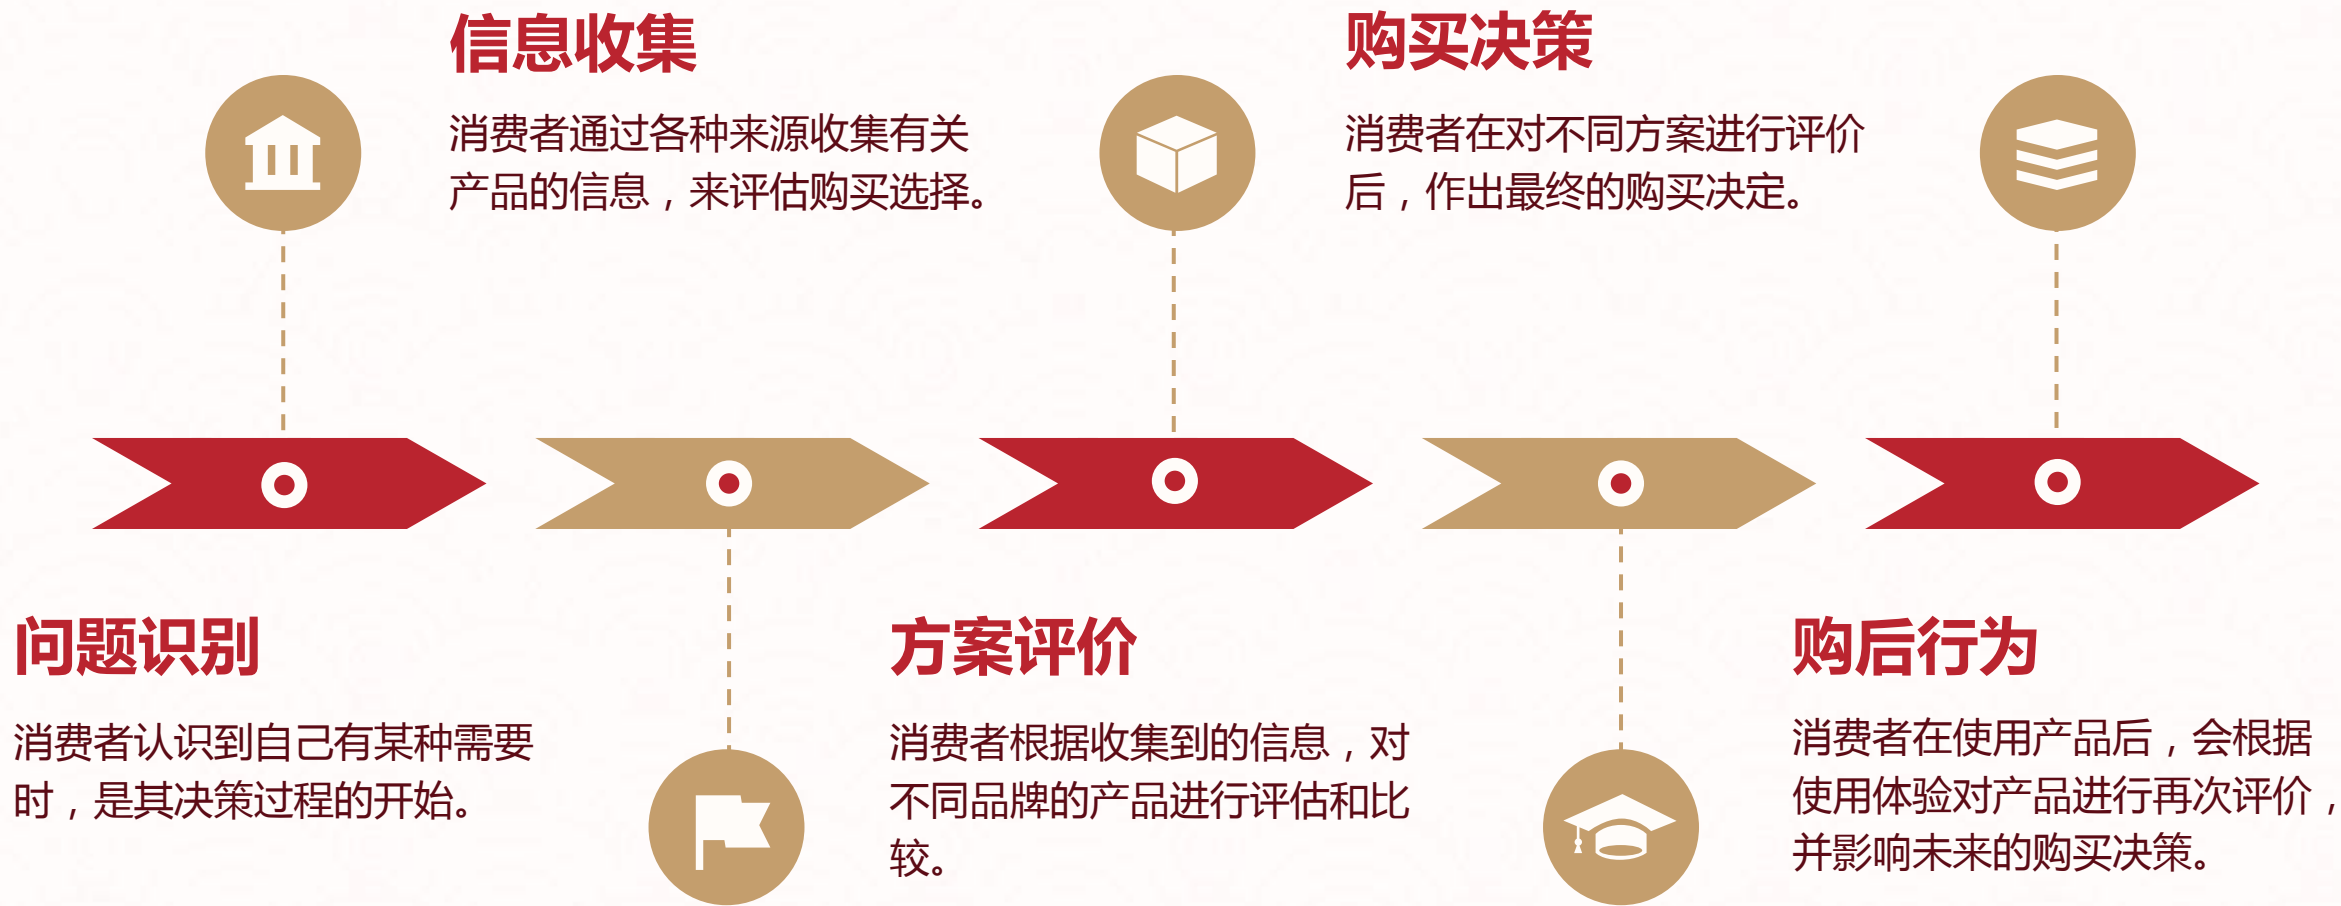 问题识别
消费者认识到自己有某种需要
时，是其决策过程的开始。
信息收集
消费者通过各种来源收集有关
产品的信息，来评估购买选择。
方案评价
消费者根据收集到的信息，对
不同品牌的产品进行评估和比
较。
购买决策
消费者在对不同方案进行评价
后，作出最终的购买决定。
购后行为
消费者在使用产品后，会根据
使用体验对产品进行再次评价，
并影响未来的购买决策。